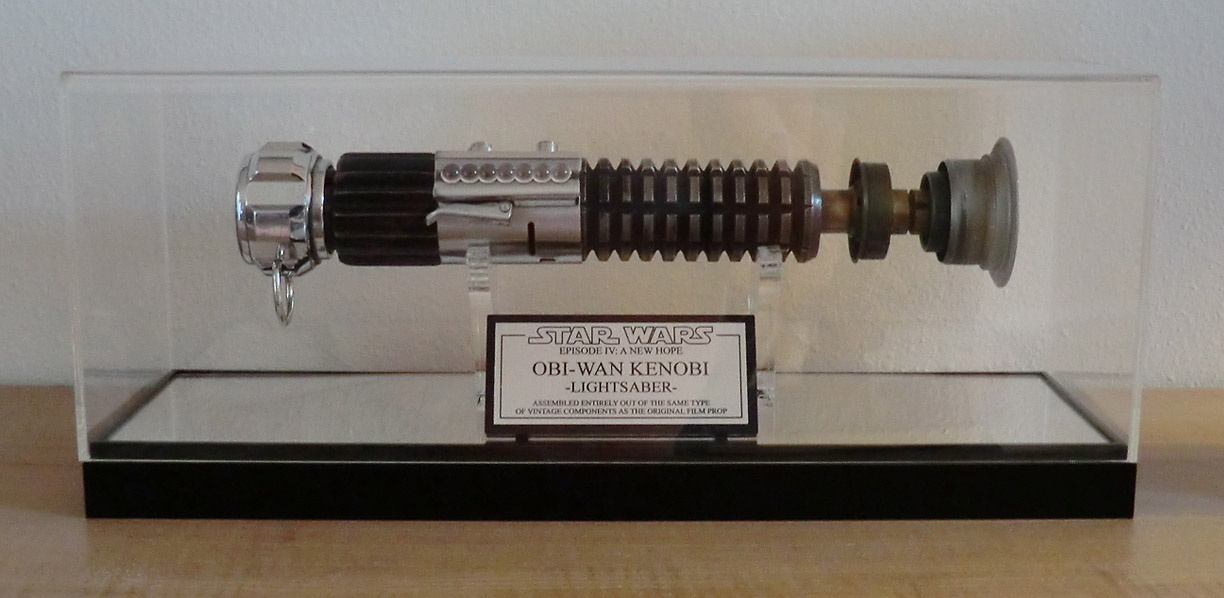 STAR WARS
EPISODE IV: A NEW HOPE
OBI-WAN KENOBI
-LIGHTSABER-
ASSEMBLED ENTIRELY OUT OF THE SAME TYPE
OF VINTAGE COMPONENTS AS THE ORIGINAL FILM PROP